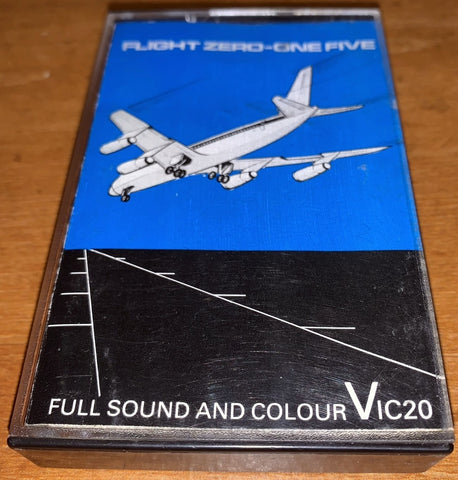 FLIGHT ZERO-ONE FIVE
FULL SOUND AND COLOUR VIC20